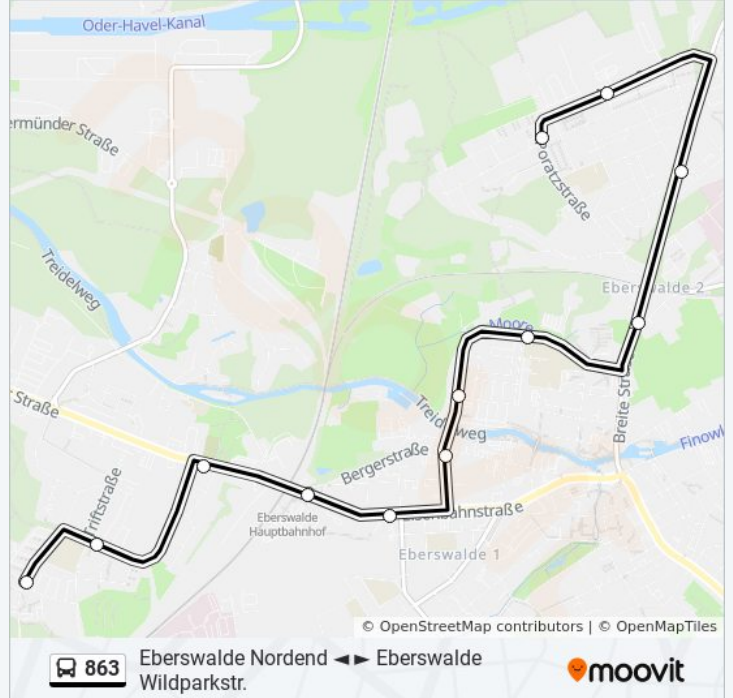 Oder-Havel-Kanal
ermünder Straße
Poratzstraße
Treidelweg
Eberswalde 2
Moore
r Straße
Breite Str
Treidelweg
Finowk
Bergerstraße
Triftstraße
Eisenbahnstraße
Eberswalde
Hauptbahnhof
Eberswalde 1
© OpenStreetMap contributors | © OpenMapTiles
863
Eberswalde Nordend ◄► Eberswalde
Wildparkstr.
moovit